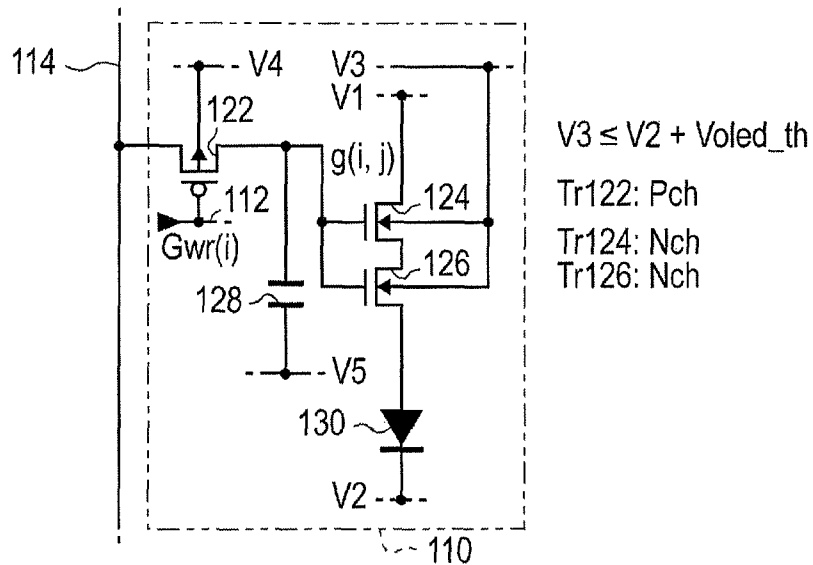 114
V4
V3
V1
122
g(i, j)
124
112
Gwr(i)
126
128
V5
130
V2
110
V3 ≤ V2 + Voled_th
Tr122: Pch
Tr124: Nch
Tr126: Nch